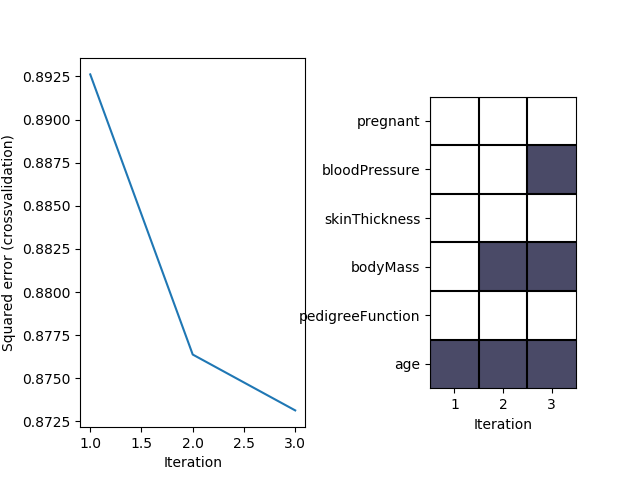 Squared error (crossvalidation)
0.8925
0.8900
0.8875
0.8850
0.8825
0.8800
0.8775
0.8750
0.8725
1.0 1.5 2.0 2.5 3.0
Iteration
pregnant
bloodPressure
skinThickness
bodyMass
pedigreeFunction
age
1 2 3
Iteration